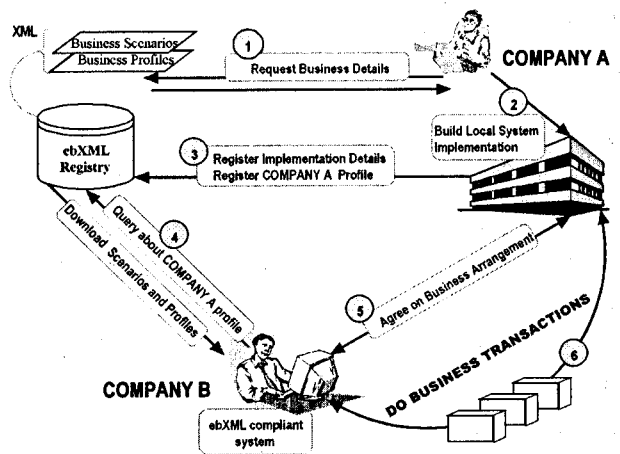 XML
Business Scenarios
Business Profiles
1
Request Business Details
COMPANY A
2
Build Local System
Implementation
ebXML
Registry
3
Register Implementation Details
Register COMPANY A Profile
4
Query about COMPANY A profile
Download Scenarios and Profiles
5
Agree on Business Arrangement
DO BUSINESS TRANSACTIONS
6
COMPANY B
ebXML compliant
system